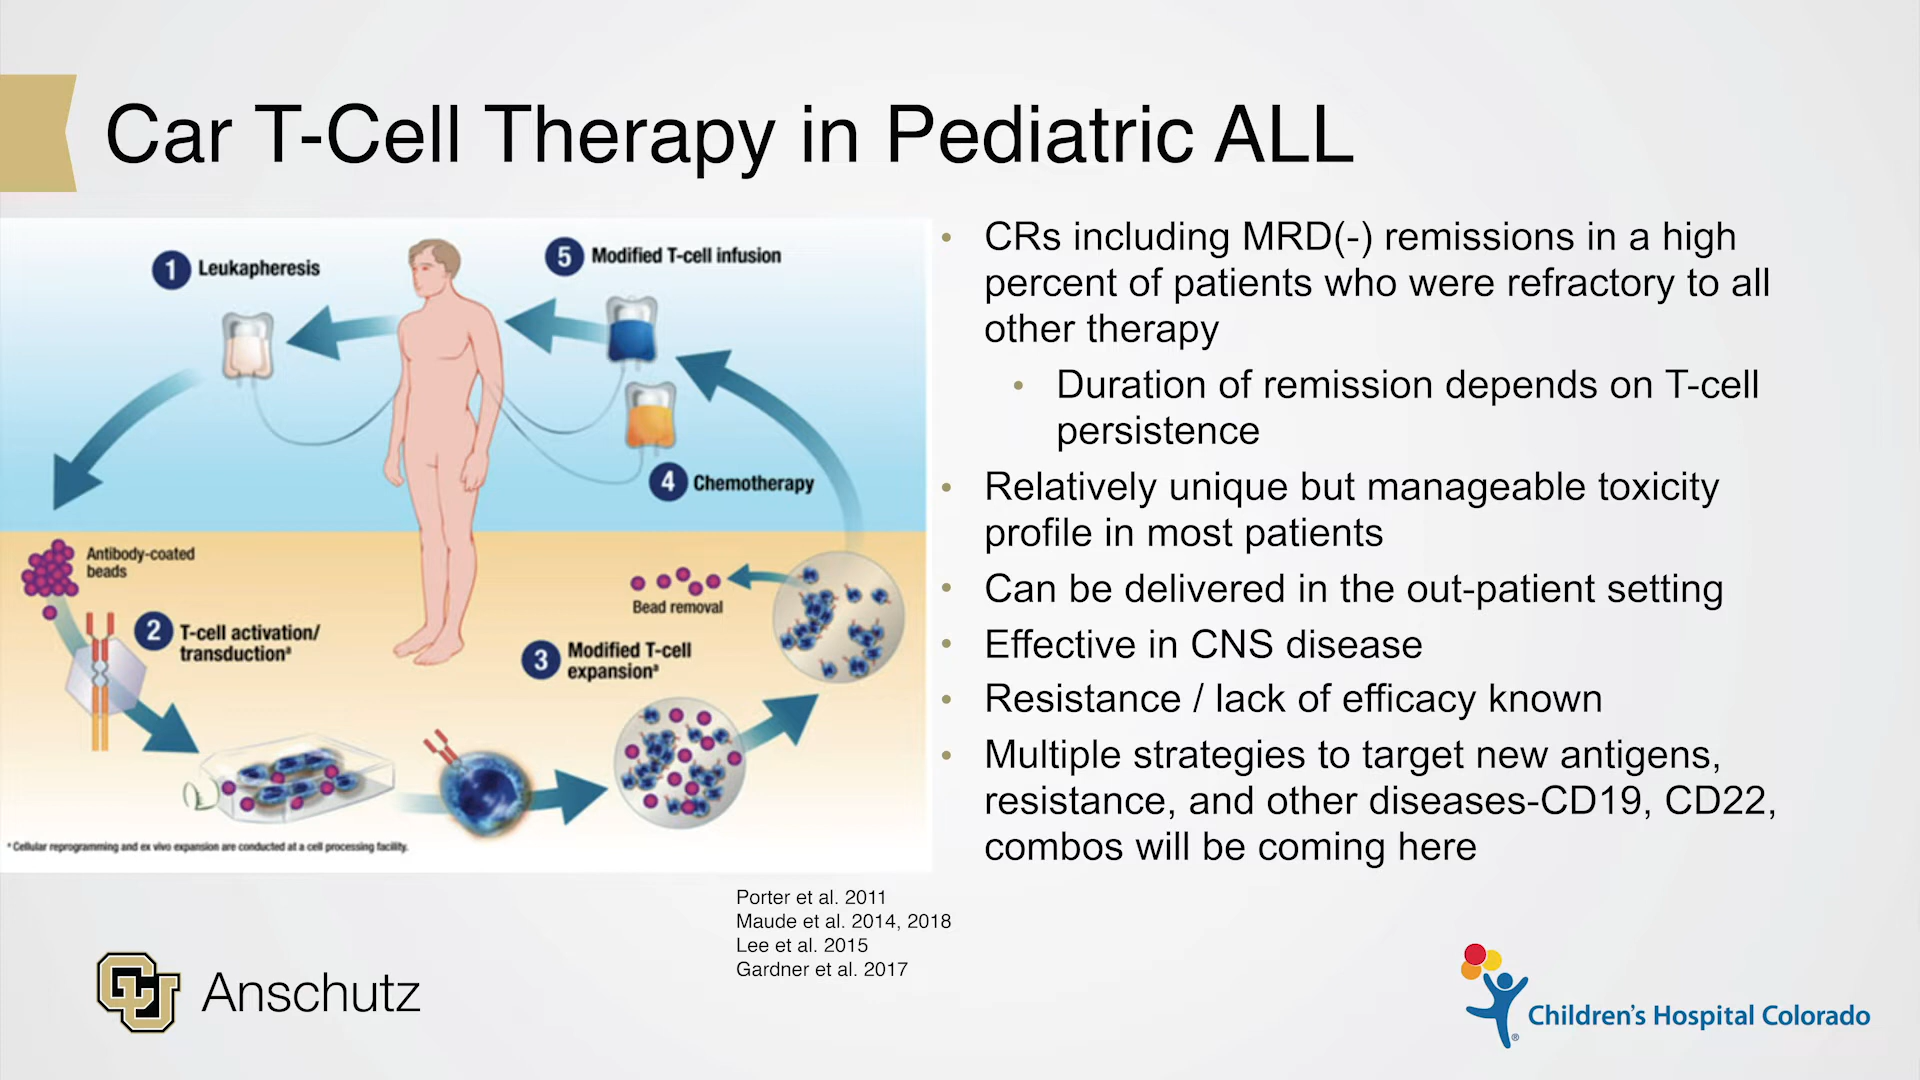 Car T-Cell Therapy in Pediatric ALL
1 Leukapheresis
5 Modified T-cell infusion
4 Chemotherapy
Antibody-coated
beads
2 T-cell activation/
transductionª
Bead removal
3 Modified T-cell
expansionª
ª Cellular reprogramming and ex vivo expansion are conducted at a cell processing facility.
• CRs including MRD(-) remissions in a high
percent of patients who were refractory to all
other therapy
• Duration of remission depends on T-cell
persistence
• Relatively unique but manageable toxicity
profile in most patients
• Can be delivered in the out-patient setting
• Effective in CNS disease
• Resistance / lack of efficacy known
• Multiple strategies to target new antigens,
resistance, and other diseases-CD19, CD22,
combos will be coming here
Porter et al. 2011
Maude et al. 2014, 2018
Lee et al. 2015
Gardner et al. 2017
CU Anschutz
Children's Hospital Colorado
®